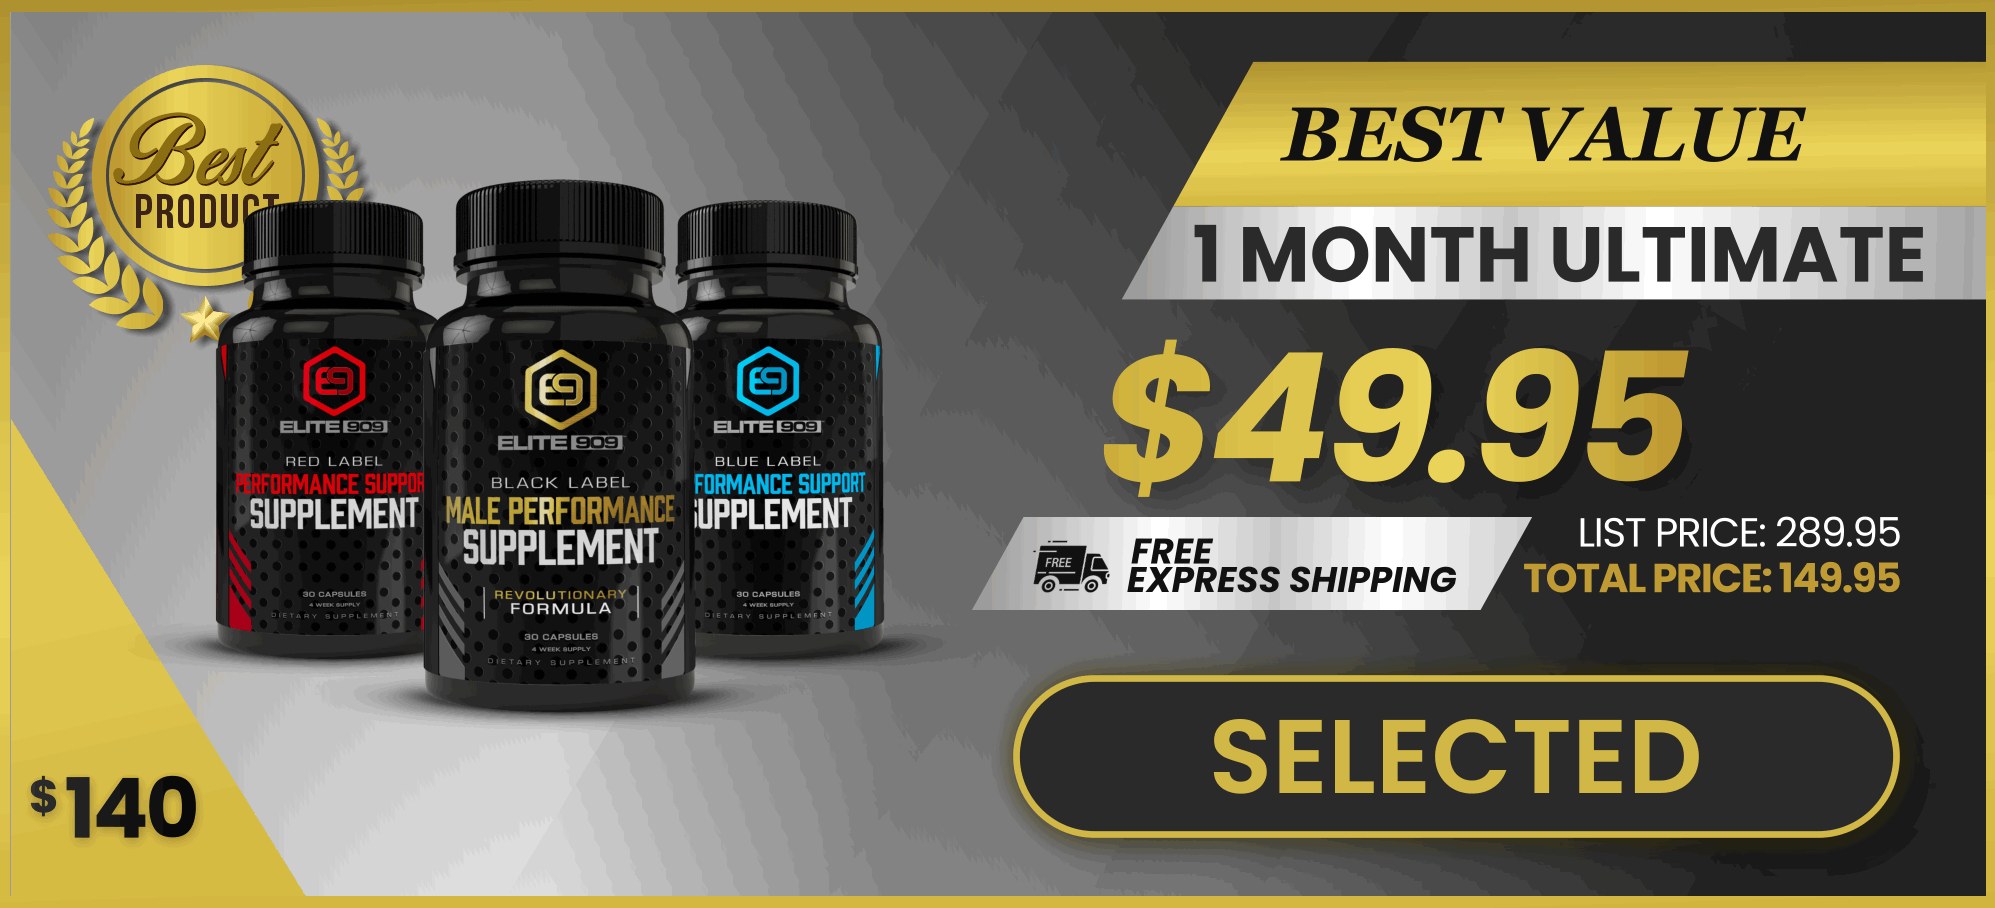 Best
PRODUCT
E9
ELITE 909
RED LABEL
PERFORMANCE SUPPOR
SUPPLEMENT
30 CAPSULES
4 WEEK SUPPLY
DIETARY SUPPLEMENT
E9
ELITE 909
BLACK LABEL
MALE PERFORMANCE
SUPPLEMENT
REVOLUTIONARY
FORMULA
30 CAPSULES
4 WEEK SUPPLY
DIETARY SUPPLEMENT
E9
ELITE 909
BLUE LABEL
FORMANCE SUPPORT
SUPPLEMENT
30 CAPSULES
4 WEEK SUPPLY
DIETARY SUPPLEMENT
$140
BEST VALUE
1 MONTH ULTIMATE
$49.95
FREE
FREE
EXPRESS SHIPPING
LIST PRICE: 289.95
TOTAL PRICE: 149.95
SELECTED